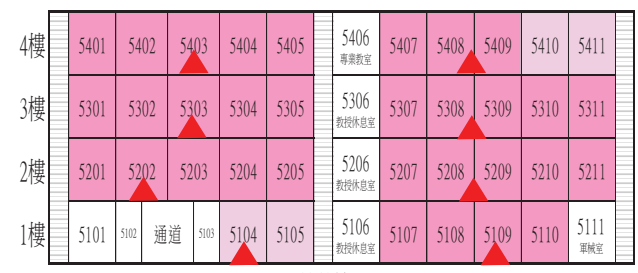 4樓 5401 5402 5403 5404 5405 5406 5407 5408 5409 5410 5411
專業教室
3樓 5301 5302 5303 5304 5305 5306 5307 5308 5309 5310 5311
教授休息室
2樓 5201 5202 5203 5204 5205 5206 5207 5208 5209 5210 5211
教授休息室
1樓 5101 5102 通道 5103 5104 5105 5106 5107 5108 5109 5110 5111
教授休息室 軍械室